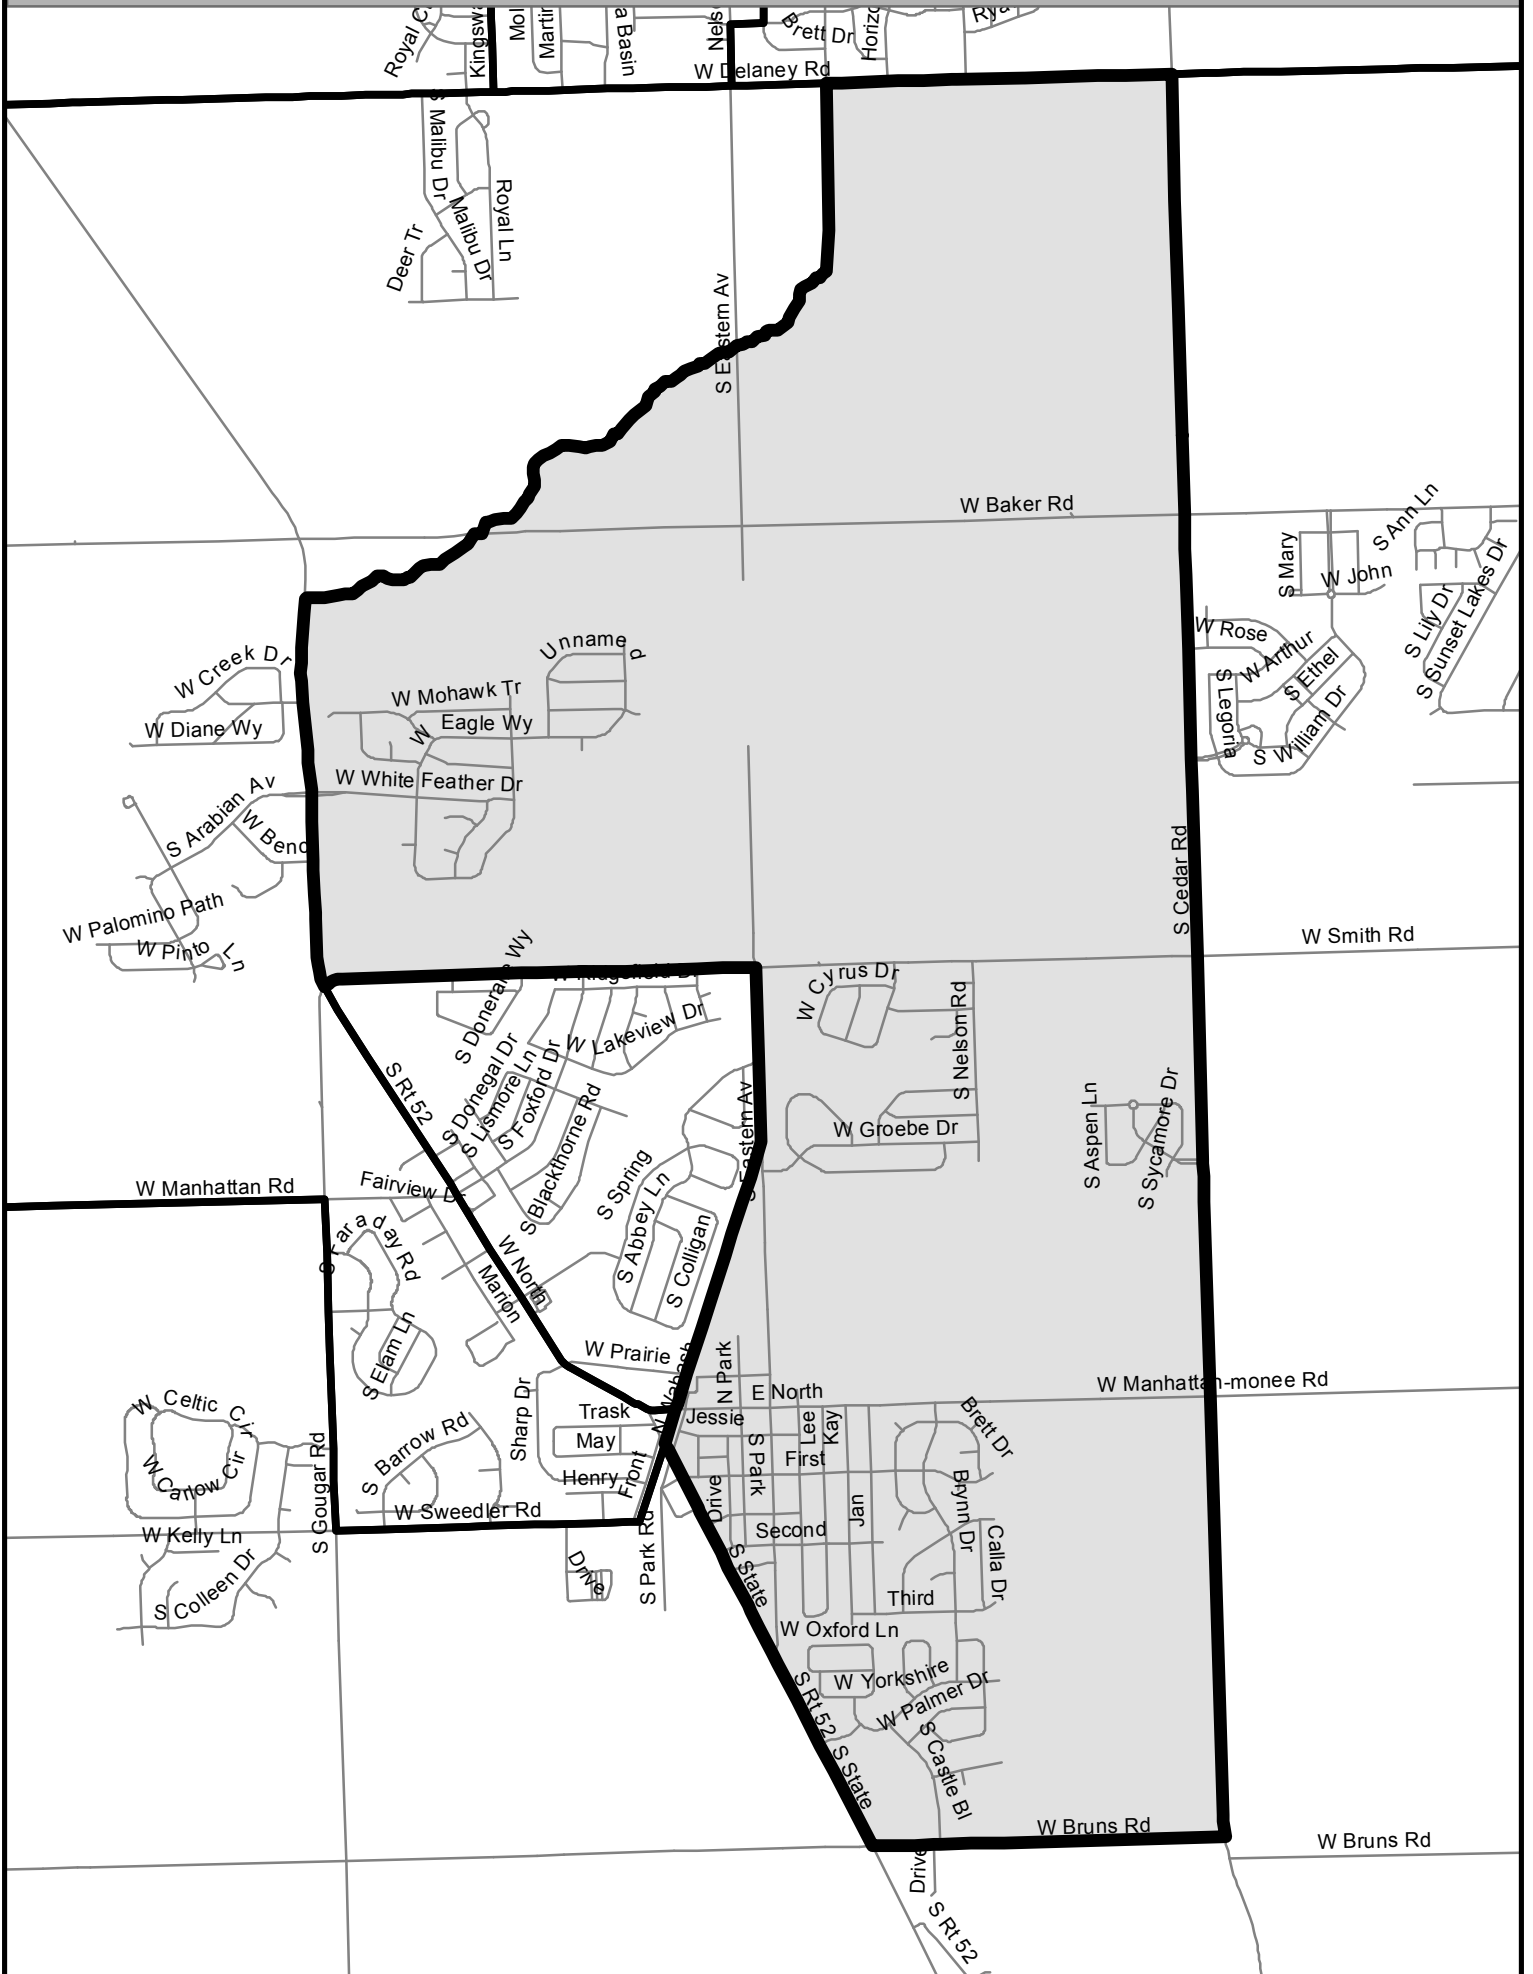 Royal
Kingswa
Mol
Martin
a Basin
Nels
Brett Dr
Horizo
Rya
W Delaney Rd
S Malibu Dr
Malibu Dr
Royal Ln
Deer Tr
S Eastern Av
W Baker Rd
S Ann Ln
S Mary
W John
S Lily Dr
S Sunset Lakes Dr
W Rose
W Arthur
S Ethel
S Legoria
S William Dr
W Creek Dr
W Diane Wy
Unnamed
W Mohawk Tr
W Eagle Wy
W White Feather Dr
S Arabian Av
W Beno
W Palomino Path
W Pinto Ln
S Cedar Rd
W Smith Rd
S Donerale Wy
W Cyrus Dr
S Nelson Rd
W Lakeview Dr
S Rt 52
S Donegal Dr
S Lismore Ln
S Foxford Dr
S Blackthorne Rd
S Eastern Av
W Groebe Dr
S Aspen Ln
S Sycamore Dr
W Manhattan Rd
Fairview Dr
S Spring
S Abbey Ln
S Colligan
S Faraday Rd
W North
Marion
S Elam Ln
W Prairie
N Wabash
N Park
E North
W Manhattan-monee Rd
W Celtic Cir
W Carlow Cir
S Gougar Rd
S Barrow Rd
Sharp Dr
Trask
May
Henry
Front
Jessie
Lee
Kay
Brett Dr
First
S Park
Drive
Jan
Brynn Dr
W Sweedler Rd
W Kelly Ln
S Colleen Dr
Second
Calla Dr
S Park Rd
Drive
S State
Third
W Oxford Ln
W Yorkshire
W Palmer Dr
S Rt 52
S State
S Castle Bl
W Bruns Rd
W Bruns Rd
Drive
S Rt 52